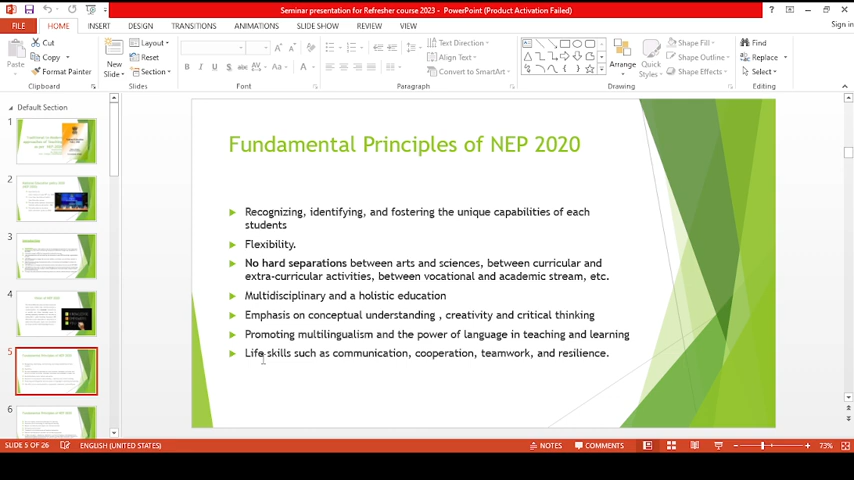 Seminar presentation for Refresher course 2023 - PowerPoint (Product Activation Failed)
FILE HOME INSERT DESIGN TRANSITIONS ANIMATIONS SLIDE SHOW REVIEW VIEW Sign in
Cut
Copy
Format Painter
Paste
Clipboard
New
Slide
Layout
Reset
Section
Slides
Font
Text Direction
Align Text
Convert to SmartArt
Paragraph
Arrange
Quick
Styles
Shape Fill
Shape Outline
Shape Effects
Drawing
Find
Replace
Select
Editing
Default Section
1
2
3
4
5
6
Fundamental Principles of NEP 2020
Recognizing, identifying, and fostering the unique capabilities of each
students
Flexibility.
No hard separations between arts and sciences, between curricular and
extra-curricular activities, between vocational and academic stream, etc.
Multidisciplinary and a holistic education
Emphasis on conceptual understanding , creativity and critical thinking
Promoting multilingualism and the power of language in teaching and learning
Life skills such as communication, cooperation, teamwork, and resilience.
SLIDE 5 OF 26 ENGLISH (UNITED STATES) NOTES COMMENTS 73%